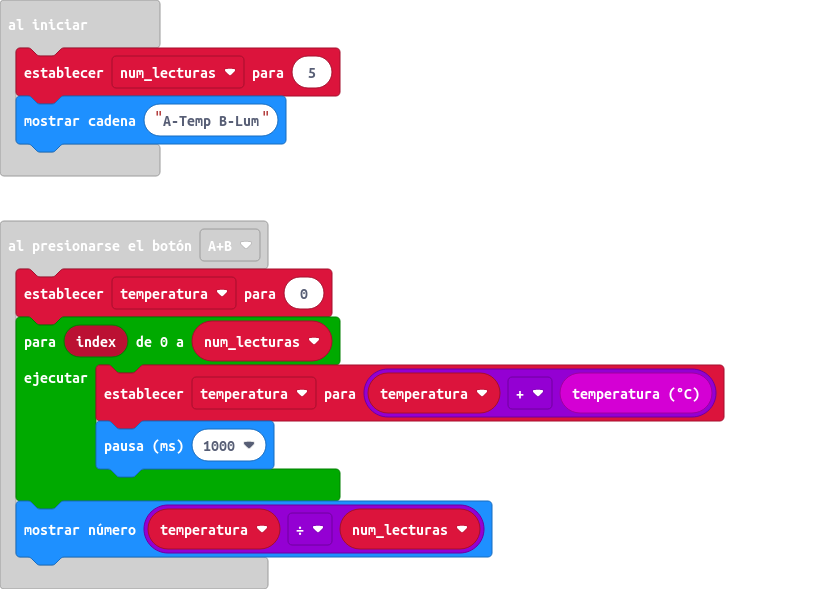 al iniciar
establecer num_lecturas para 5
mostrar cadena "A-Temp B-Lum"
al presionarse el botón A+B
establecer temperatura para 0
para index de 0 a num_lecturas
ejecutar
establecer temperatura para temperatura + temperatura (°C)
pausa (ms) 1000
mostrar número temperatura ÷ num_lecturas